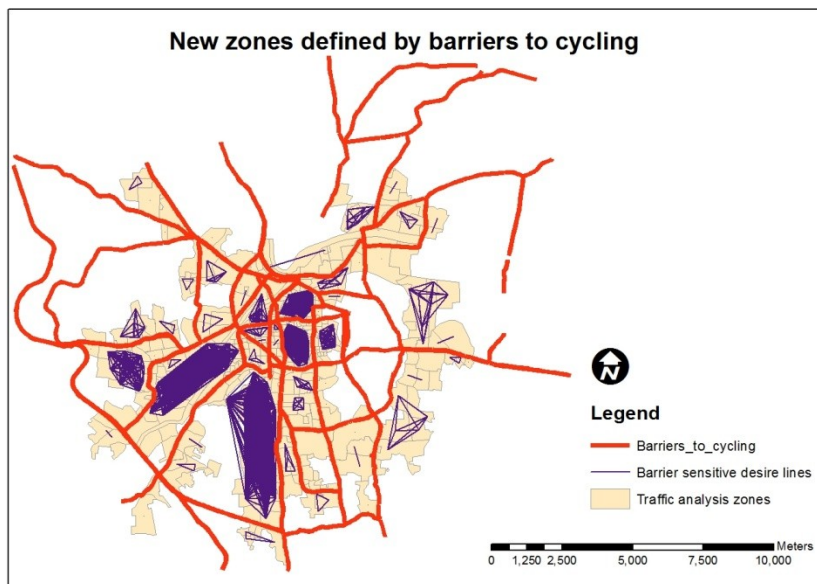 New zones defined by barriers to cycling
N
Legend
Barriers_to_cycling
Barrier sensitive desire lines
Traffic analysis zones
Meters
0 1,250 2,500 5,000 7,500 10,000